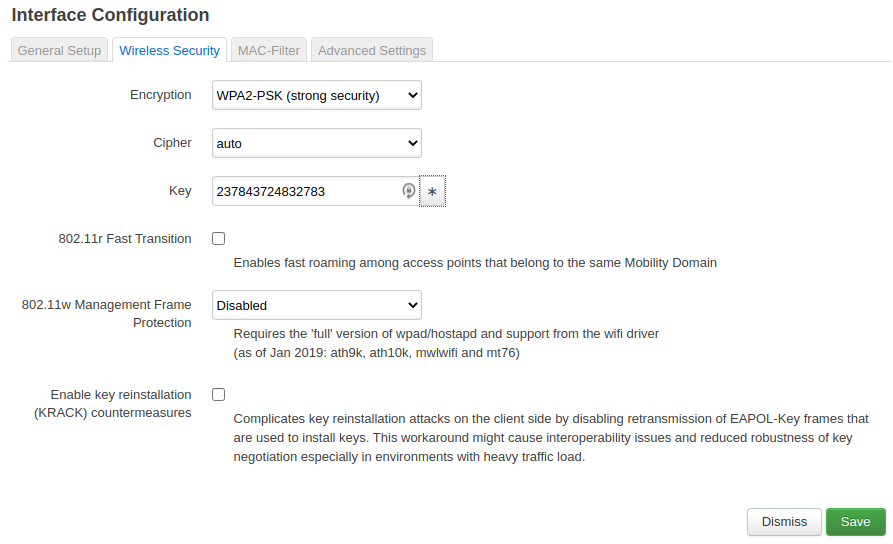 Interface Configuration
General Setup Wireless Security MAC-Filter Advanced Settings
Encryption WPA2-PSK (strong security)
Cipher auto
Key 237843724832783 *
802.11r Fast Transition
Enables fast roaming among access points that belong to the same Mobility Domain
802.11w Management Frame Disabled
Protection
Requires the 'full' version of wpad/hostapd and support from the wifi driver
(as of Jan 2019: ath9k, ath10k, mwlwifi and mt76)
Enable key reinstallation
(KRACK) countermeasures
Complicates key reinstallation attacks on the client side by disabling retransmission of EAPOL-Key frames that
are used to install keys. This workaround might cause interoperability issues and reduced robustness of key
negotiation especially in environments with heavy traffic load.
Dismiss Save